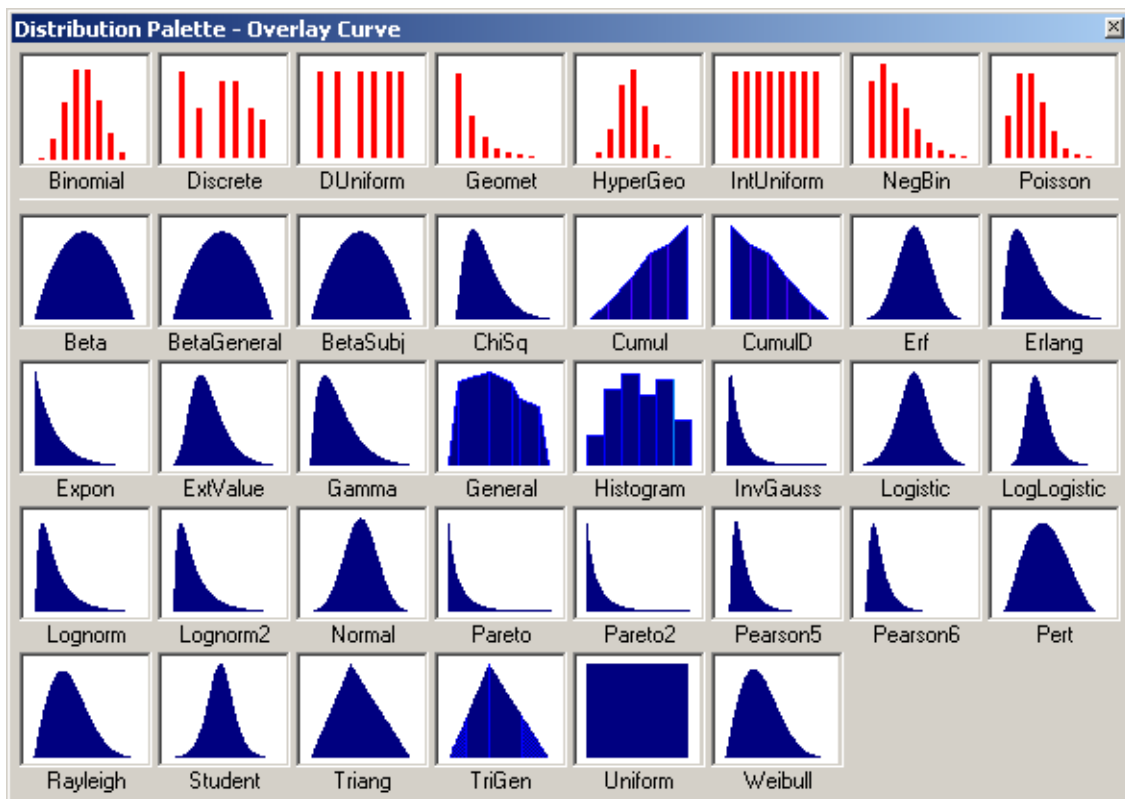 Distribution Palette - Overlay Curve
Binomial Discrete DUniform Geomet HyperGeo IntUniform NegBin Poisson
Beta BetaGeneral BetaSubj ChiSq Cumul CumulD Erf Erlang
Expon ExtValue Gamma General Histogram InvGauss Logistic LogLogistic
Lognorm Lognorm2 Normal Pareto Pareto2 Pearson5 Pearson6 Pert
Rayleigh Student Triang TriGen Uniform Weibull